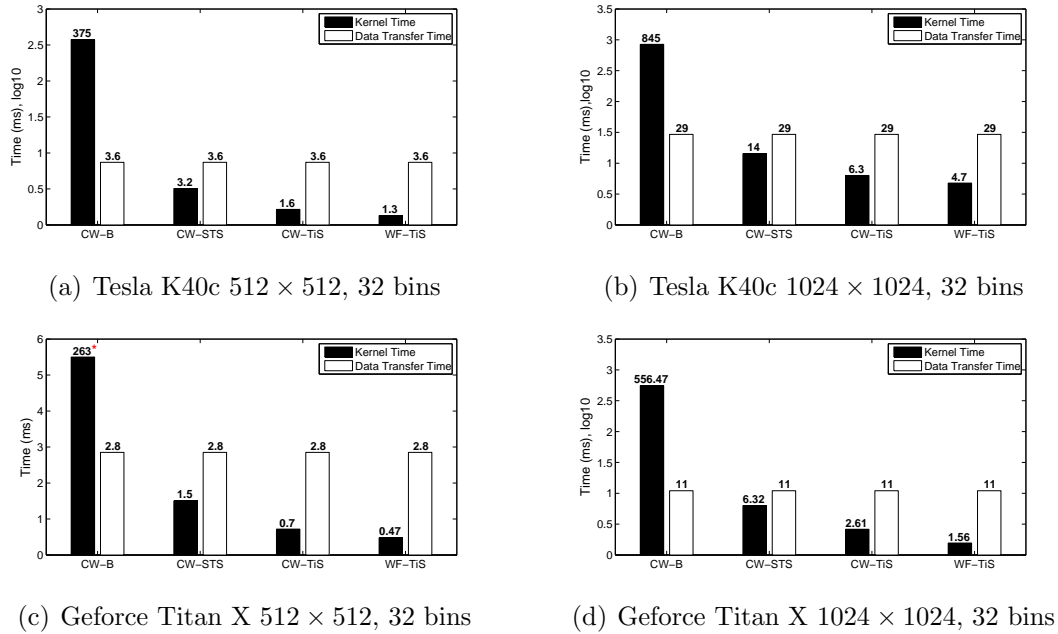 3
2.5
2
1.5
1
0.5
0
Time (ms), log10
375
3.6
3.2
3.6
1.6
3.6
1.3
3.6
Kernel Time
Data Transfer Time
CW-B
CW-STS
CW-TiS
WF-TiS
(a) Tesla K40c 512 × 512, 32 bins
3.5
3
2.5
2
1.5
1
0.5
0
Time (ms),log10
845
29
14
29
6.3
29
4.7
29
Kernel Time
Data Transfer Time
CW-B
CW-STS
CW-TiS
WF-TiS
(b) Tesla K40c 1024 × 1024, 32 bins
6
5
4
3
2
1
0
Time (ms)
263*
2.8
1.5
2.8
0.7
2.8
0.47
2.8
Kernel Time
Data Transfer Time
CW-B
CW-STS
CW-TiS
WF-TiS
(c) Geforce Titan X 512 × 512, 32 bins
3.5
3
2.5
2
1.5
1
0.5
0
Time (ms), log10
556.47
11
6.32
11
2.61
11
1.56
11
Kernel Time
Data Transfer Time
CW-B
CW-STS
CW-TiS
WF-TiS
(d) Geforce Titan X 1024 × 1024, 32 bins